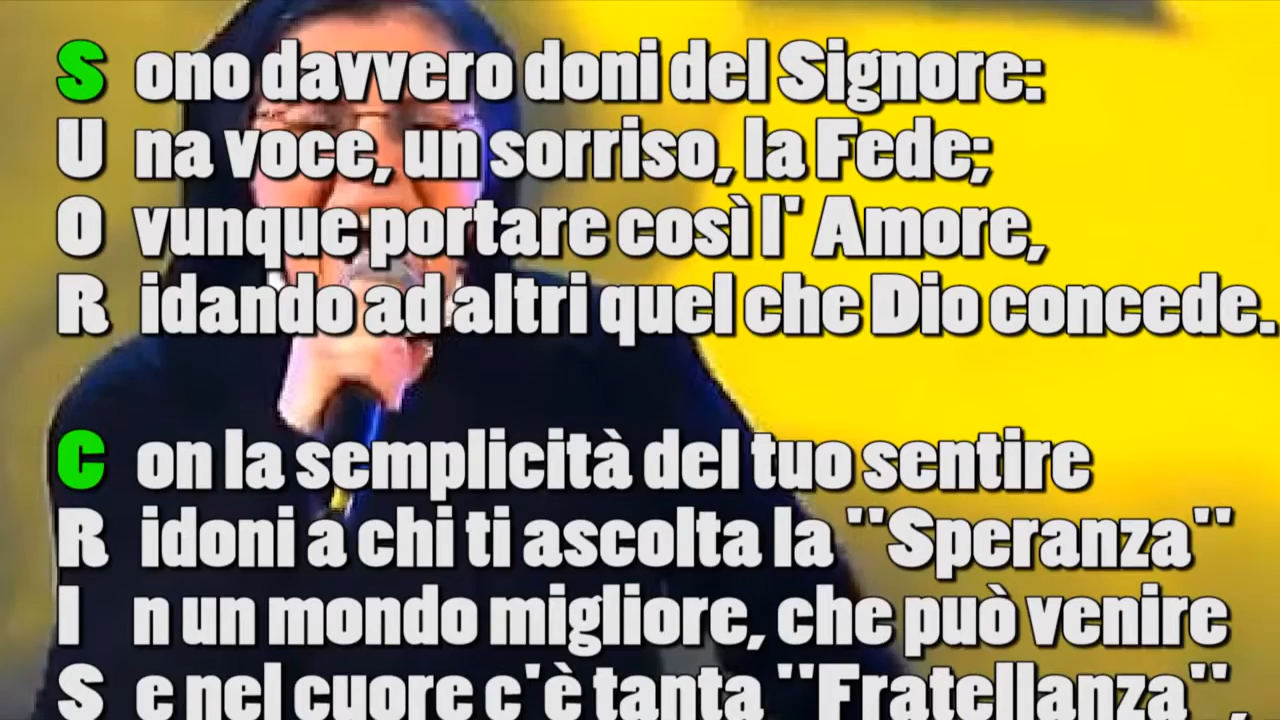 S ono davvero doni del Signore:
U na voce, un sorriso, la Fede;
O vunque portare così l' Amore,
R idando ad altri quel che Dio concede.
C on la semplicità del tuo sentire
R idoni a chi ti ascolta la "Speranza"
I n un mondo migliore, che può venire
S e nel cuore c'è tanta "Fratellanza".